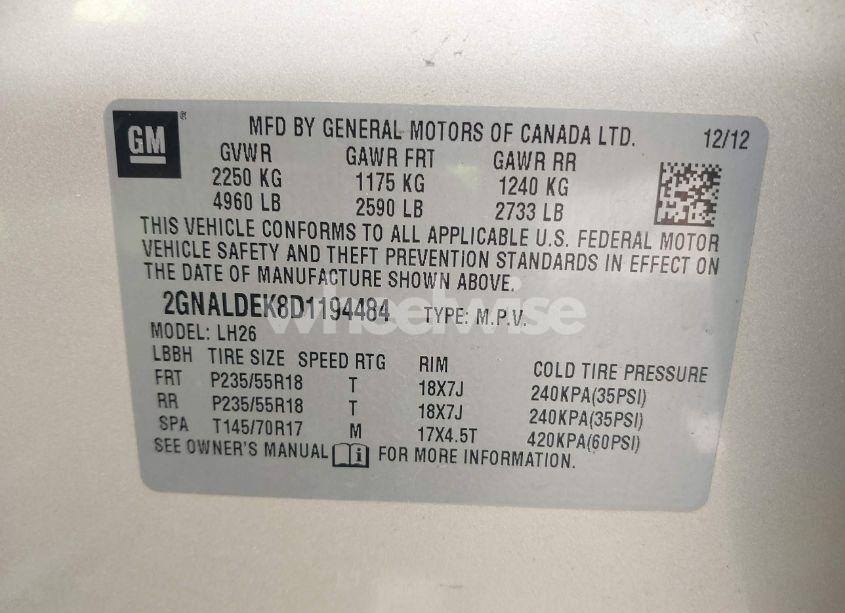 GM
®
MFD BY GENERAL MOTORS OF CANADA LTD. 12/12
GVWR GAWR FRT GAWR RR
2250 KG 1175 KG 1240 KG
4960 LB 2590 LB 2733 LB
THIS VEHICLE CONFORMS TO ALL APPLICABLE U.S. FEDERAL MOTOR
VEHICLE SAFETY AND THEFT PREVENTION STANDARDS IN EFFECT ON
THE DATE OF MANUFACTURE SHOWN ABOVE.
2GNALDEK8D1194484 TYPE: M.P.V.
wheelwise
MODEL: LH26
LBBH TIRE SIZE SPEED RTG RIM COLD TIRE PRESSURE
FRT P235/55R18 T 18X7J 240KPA(35PSI)
RR P235/55R18 T 18X7J 240KPA(35PSI)
SPA T145/70R17 M 17X4.5T 420KPA(60PSI)
SEE OWNER'S MANUAL FOR MORE INFORMATION.